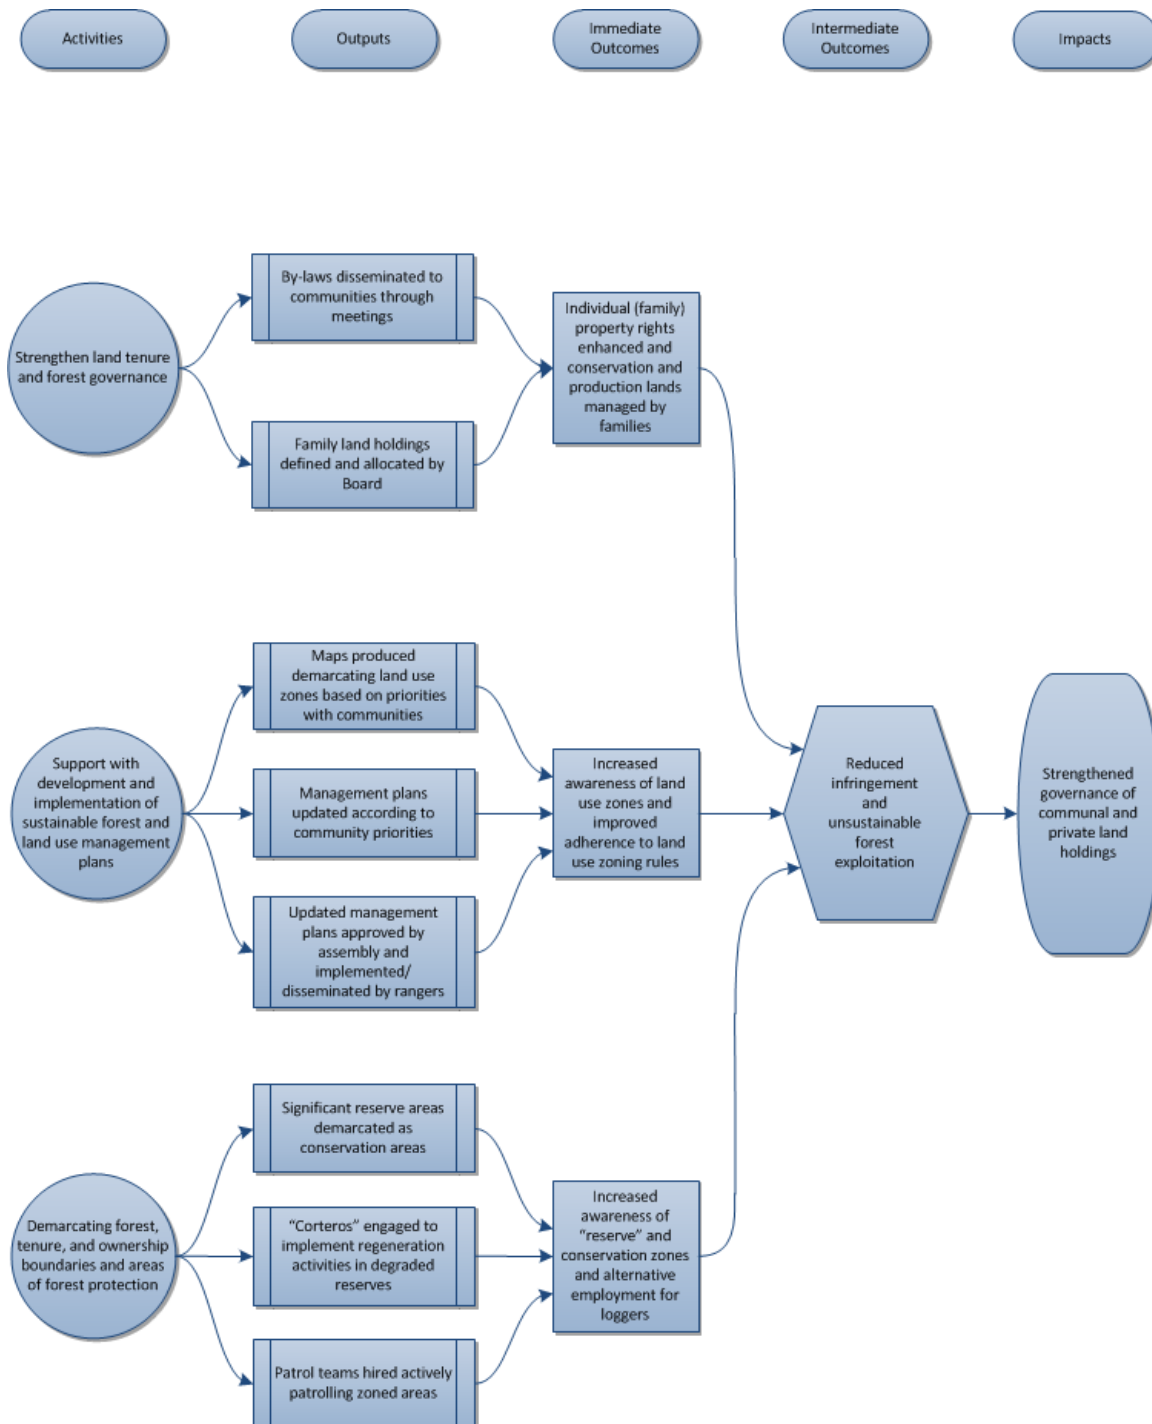 Activities
Outputs
Immediate
Outcomes
Intermediate
Outcomes
Impacts
Strengthen land tenure
and forest governance
By-laws disseminated to
communities through
meetings
Family land holdings
defined and allocated by
Board
Individual (family)
property rights
enhanced and
conservation and
production lands
managed by
families
Support with
development and
implementation of
sustainable forest and
land use management
plans
Maps produced
demarcating land use
zones based on priorities
with communities
Management plans
updated according to
community priorities
Updated management
plans approved by
assembly and
implemented/
disseminated by rangers
Increased
awareness of land
use zones and
improved
adherence to land
use zoning rules
Reduced
infringement
and
unsustainable
forest
exploitation
Strengthened
governance of
communal and
private land
holdings
Demarcating forest,
tenure, and ownership
boundaries and areas
of forest protection
Significant reserve areas
demarcated as
conservation areas
“Corteros” engaged to
implement regeneration
activities in degraded
reserves
Patrol teams hired actively
patrolling zoned areas
Increased
awareness of
“reserve” and
conservation zones
and alternative
employment for
loggers